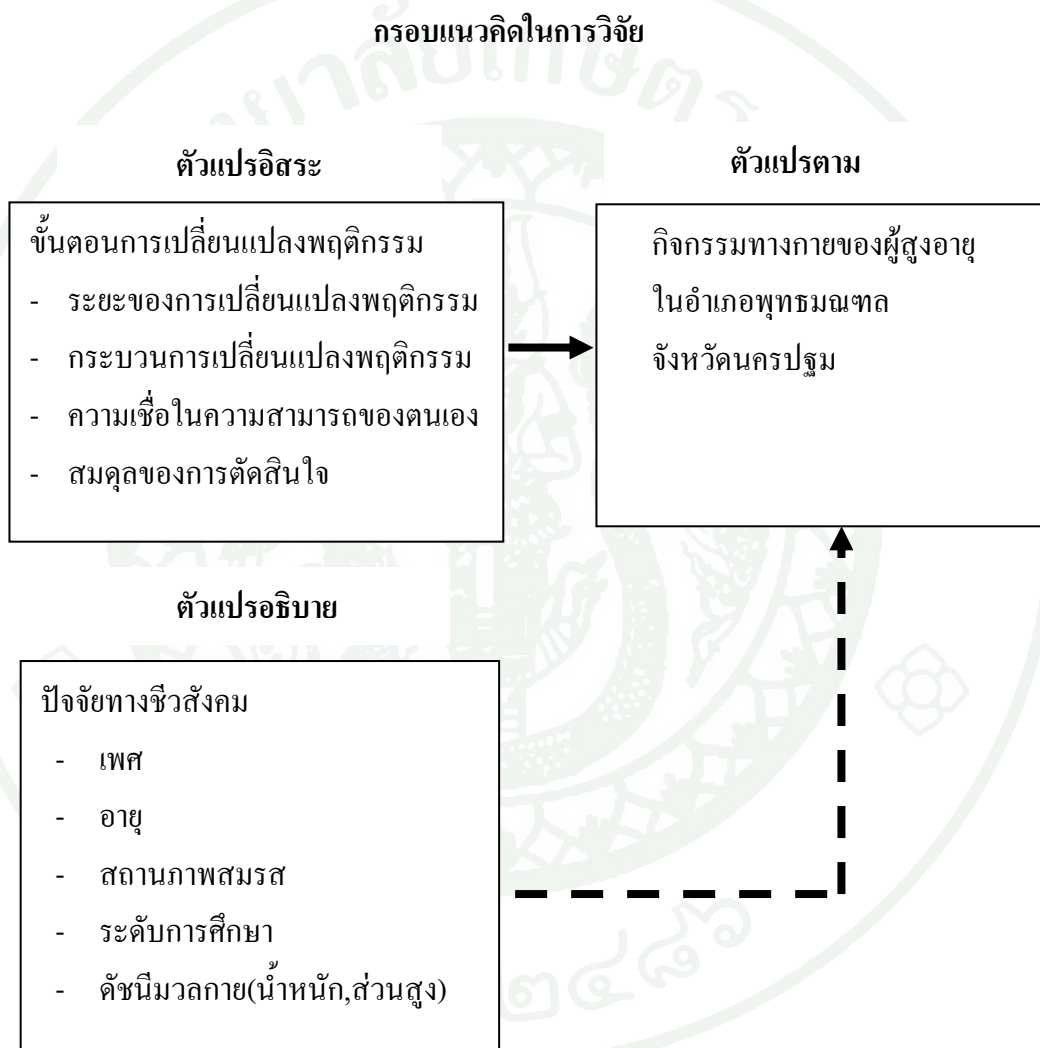 กรอบแนวคิดในการวิจัย
ตัวแปรอิสระ
ขั้นตอนการเปลี่ยนแปลงพฤติกรรม
- ระยะของการเปลี่ยนแปลงพฤติกรรม
- กระบวนการเปลี่ยนแปลงพฤติกรรม
- ความเชื่อในความสามารถของตนเอง
- สมดุลของการตัดสินใจ
ตัวแปรตาม
กิจกรรมทางกายของผู้สูงอายุ
ในอำเภอพุทธมณฑล
จังหวัดนครปฐม
ตัวแปรอธิบาย
ปัจจัยทางชีวสังคม
- เพศ
- อายุ
- สถานภาพสมรส
- ระดับการศึกษา
- ดัชนีมวลกาย(น้ำหนัก,ส่วนสูง)
๒๔๘๖